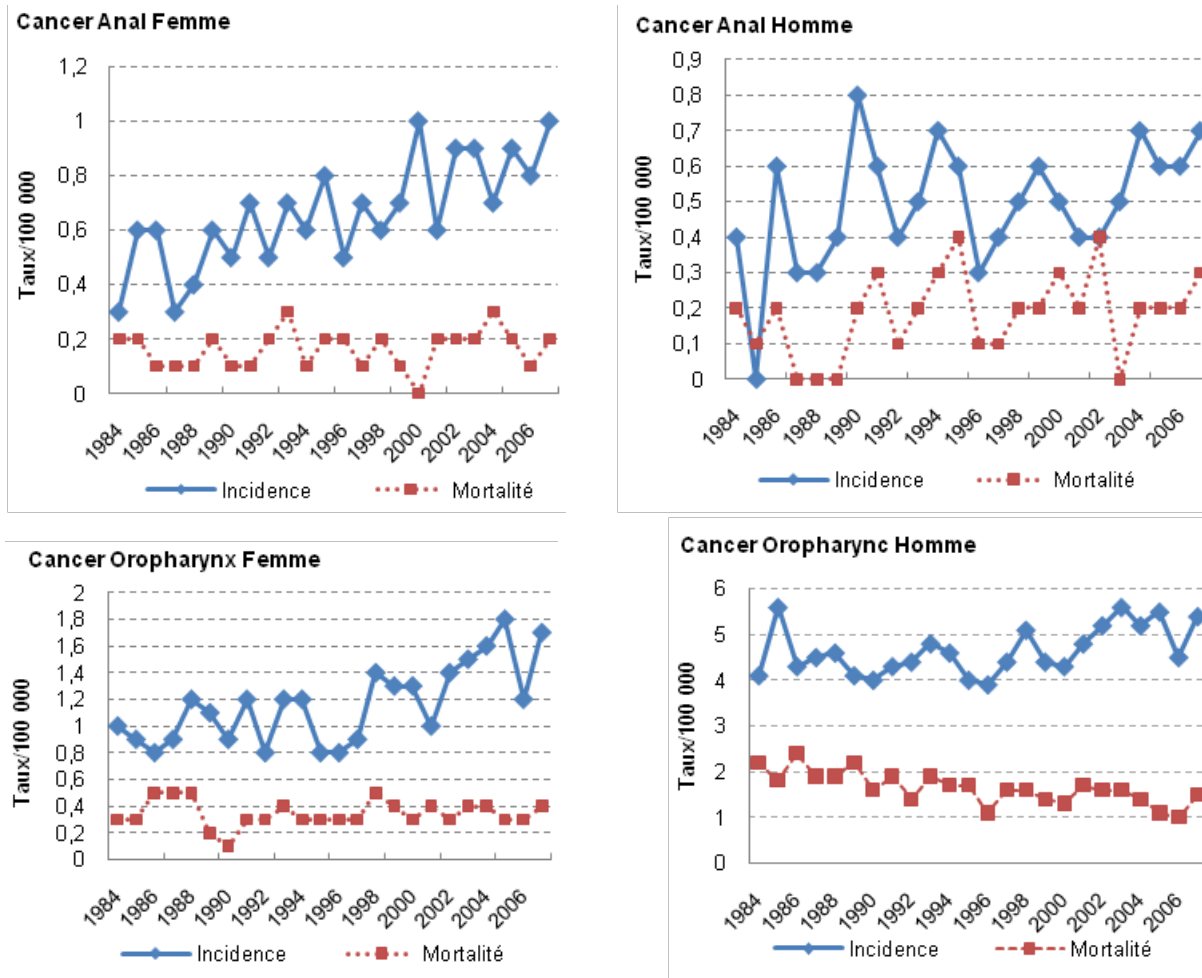 Cancer Anal Femme
Taux/100 000
1,2
1
0,8
0,6
0,4
0,2
0
1984 1986 1988 1990 1992 1994 1996 1998 2000 2002 2004 2006
Incidence Mortalité
Cancer Anal Homme
Taux/100 000
0,9
0,8
0,7
0,6
0,5
0,4
0,3
0,2
0,1
0
1984 1986 1988 1990 1992 1994 1996 1998 2000 2002 2004 2006
Incidence Mortalité
Cancer Oropharynx Femme
Taux/100 000
2
1,8
1,6
1,4
1,2
1
0,8
0,6
0,4
0,2
0
1984 1986 1988 1990 1992 1994 1996 1998 2000 2002 2004 2006
Incidence Mortalité
Cancer Oropharync Homme
Taux/100 000
6
5
4
3
2
1
0
1984 1986 1988 1990 1992 1994 1996 1998 2000 2002 2004 2006
Incidence Mortalité